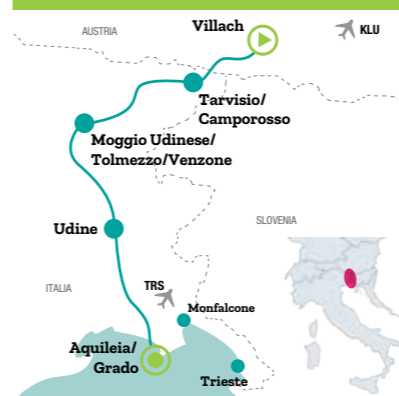 AUSTRIA
Villach
KLU
Tarvisio/
Camporosso
Moggio Udinese/
Tolmezzo/Venzone
Udine
SLOVENIA
ITALIA
TRS
Monfalcone
Aquileia/
Grado
Trieste